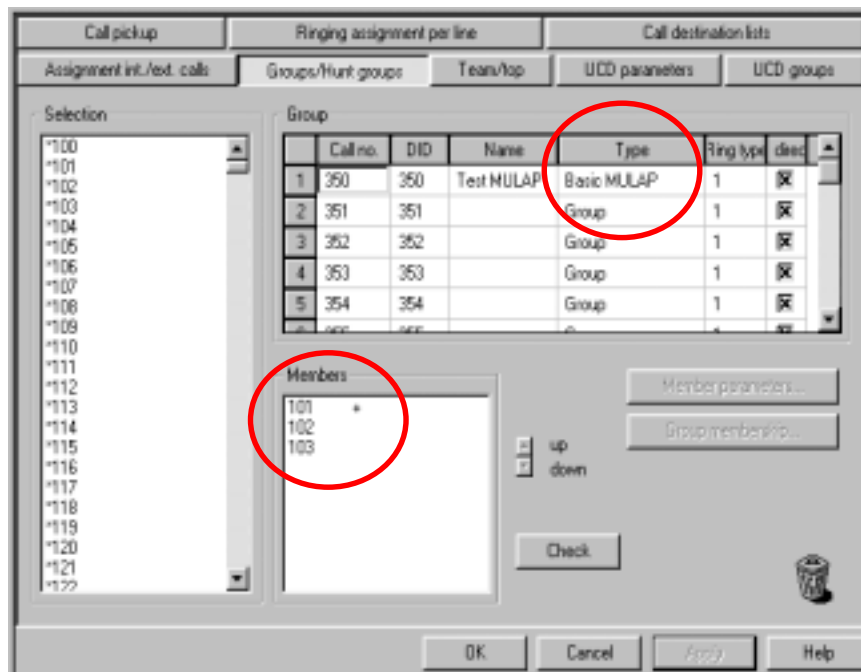 Call pickup Ringing assignment per line Call destination lists
Assignment int./ext. calls Groups/Hunt groups Team/top UCD parameters UCD groups
Selection
*100
*101
*102
*103
*104
*105
*106
*107
*108
*109
*110
*111
*112
*113
*114
*115
*116
*117
*118
*119
*120
*121
*122
Group
Call no. DID Name Type Ring type direc
1 350 350 Test MULAP Basic MULAP 1
2 351 351 Group 1
3 352 352 Group 1
4 353 353 Group 1
5 354 354 Group 1
Members
101 +
102
103
Member parameters...
Group membership...
up
down
Check
OK Cancel Apply Help